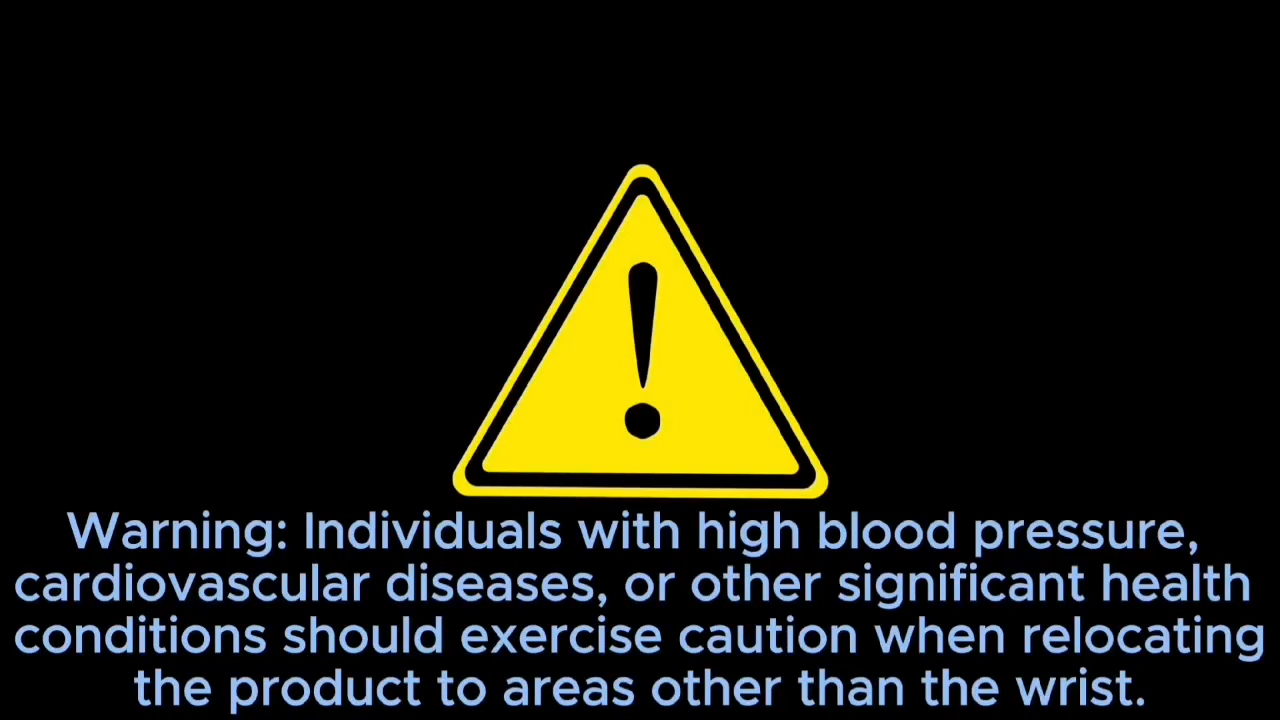 Warning: Individuals with high blood pressure,
cardiovascular diseases, or other significant health
conditions should exercise caution when relocating
the product to areas other than the wrist.